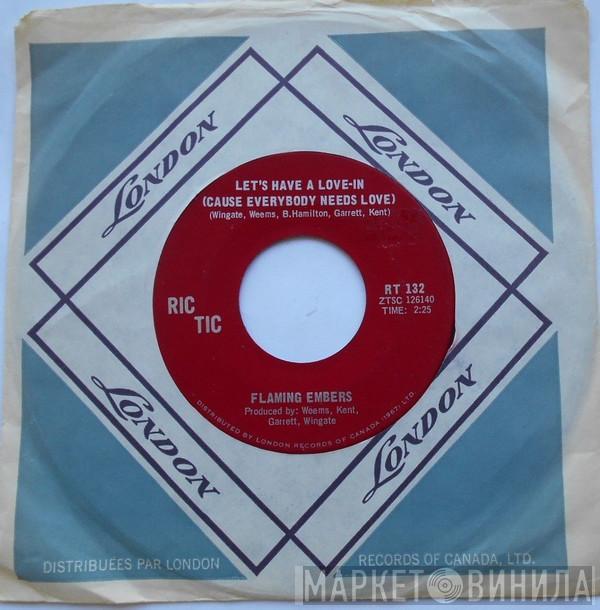 LONDON
LONDON
LET'S HAVE A LOVE-IN
(CAUSE EVERYBODY NEEDS LOVE)
(Wingate, Weems, B.Hamilton, Garrett, Kent)
RIC
TIC
RT 132
ZTSC 126140
TIME: 2:25
FLAMING EMBERS
Produced by: Weems, Kent,
Garrett, Wingate
DISTRIBUTED BY LONDON RECORDS OF CANADA (1967) LTD.
LONDON
LONDON
DISTRIBUÉES PAR LONDON
RECORDS OF CANADA, LTD.
МАРКЕТ ВИНИЛА